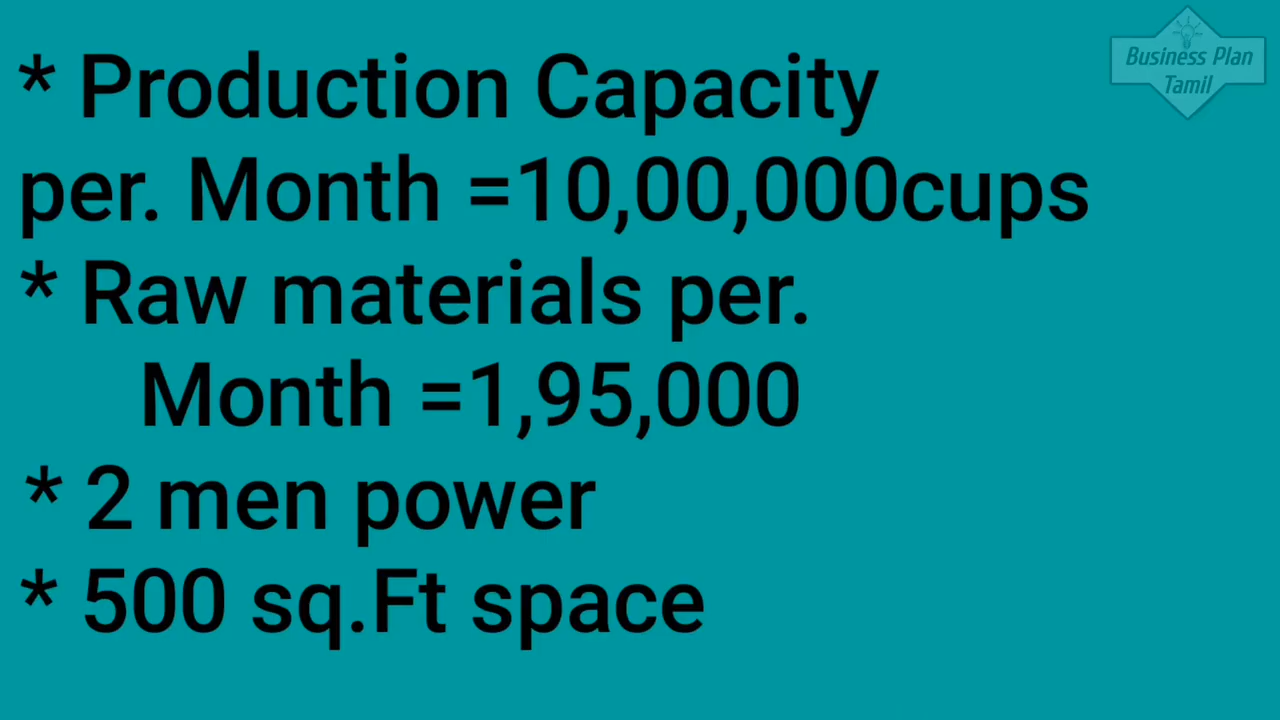 * Production Capacity
per. Month =10,00,000cups
* Raw materials per.
Month =1,95,000
* 2 men power
* 500 sq.Ft space
Business Plan
Tamil